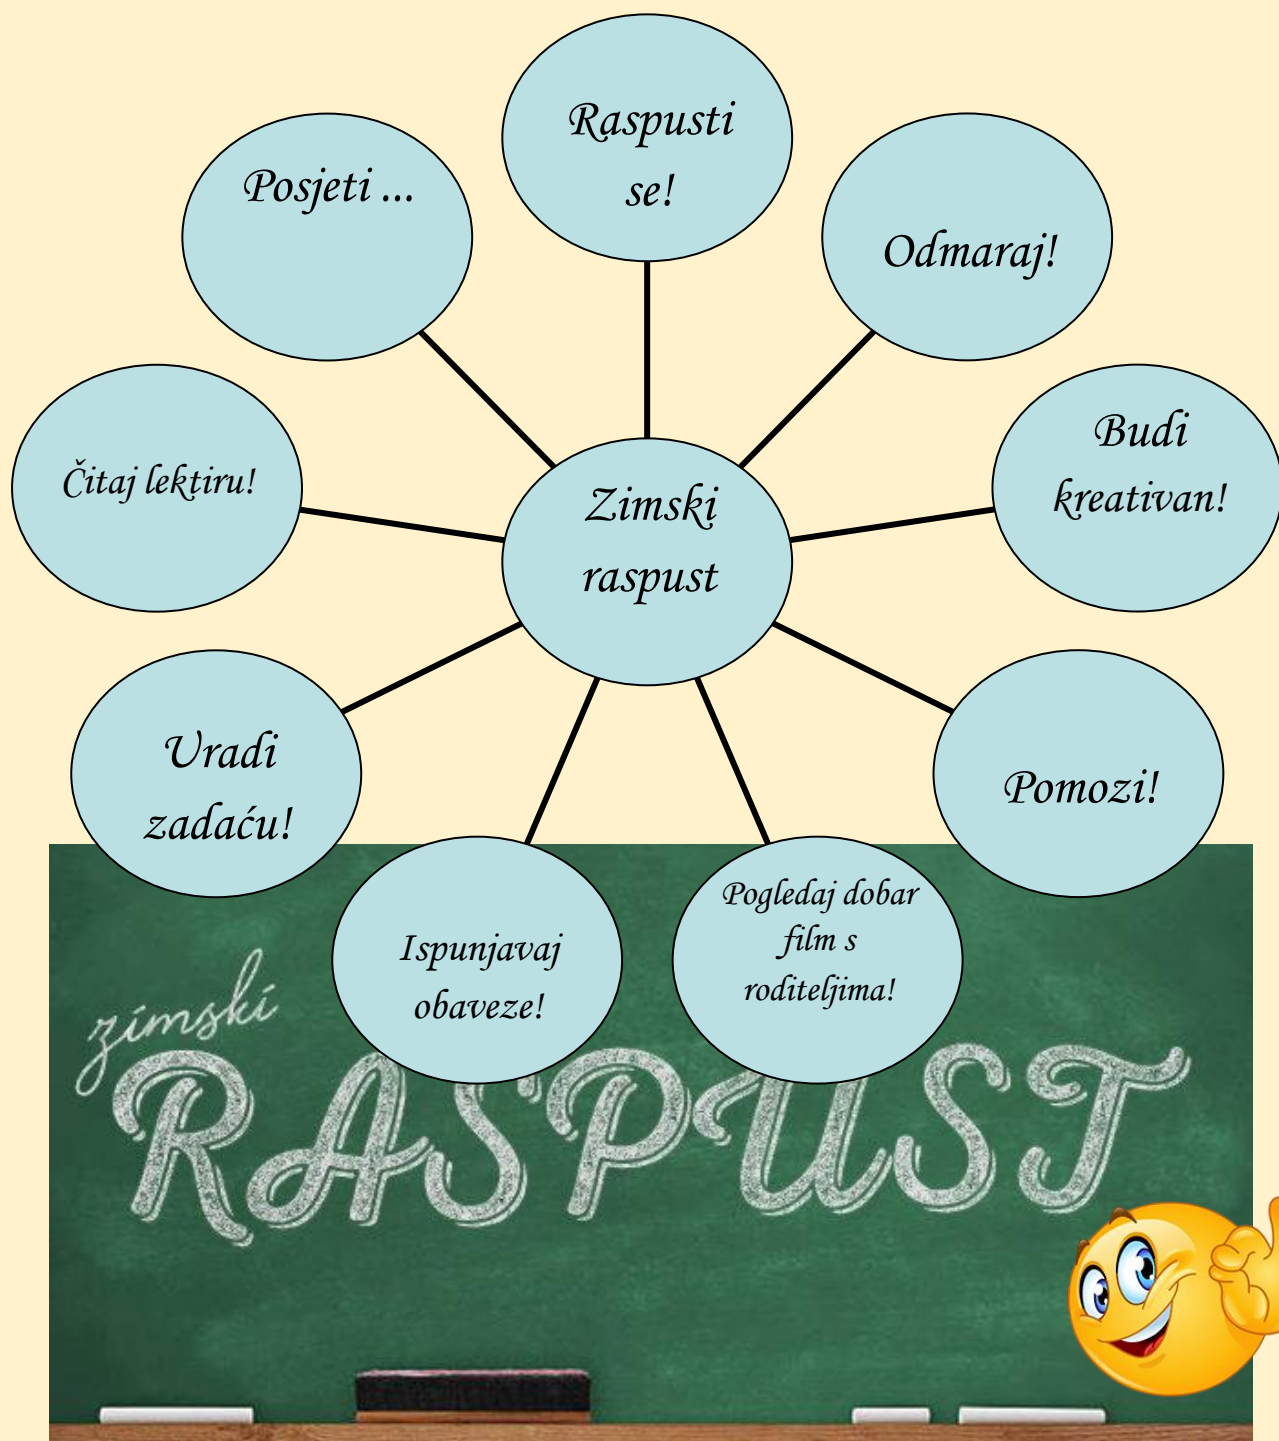 Raspusti
se!
Posjeti ...
Odmaraj!
Budi
kreativan!
Čitaj lektiru!
Zimski
raspust
Uradi
zadaću!
Pomozi!
Ispunjavaj
obaveze!
Pogledaj dobar
film s
roditeljima!
zimski
RASPUST